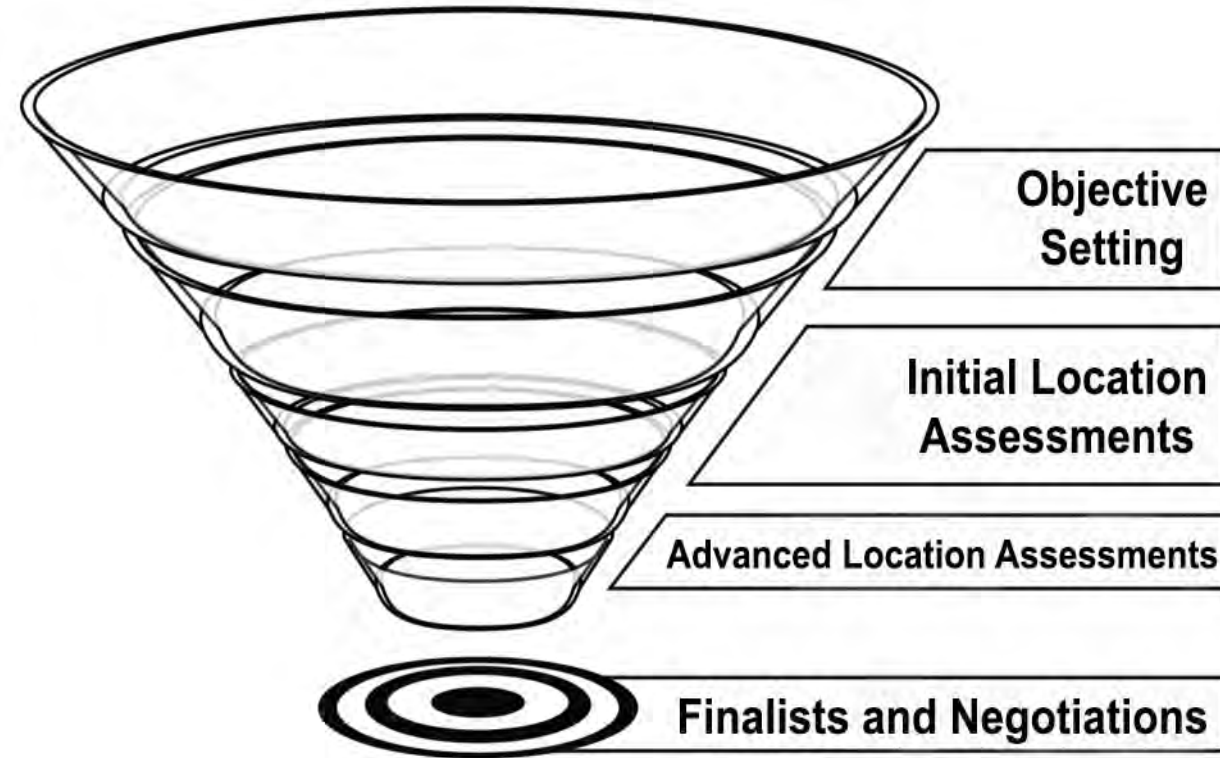 Objective
Setting
Initial Location
Assessments
Advanced Location Assessments
Finalists and Negotiations